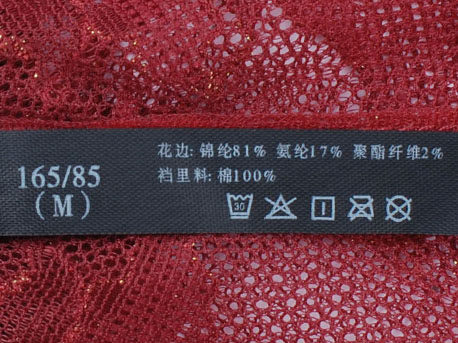 165/85
(M)
花边: 锦纶81% 氨纶17% 聚酯纤维2%
裆里料: 棉100%
30